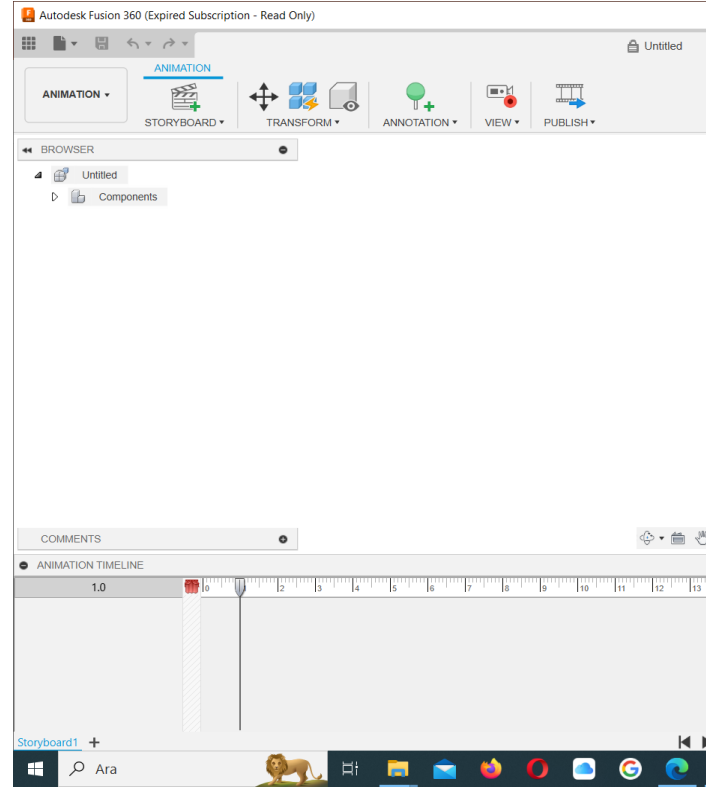 Autodesk Fusion 360 (Expired Subscription - Read Only)
Untitled
ANIMATION
ANIMATION
STORYBOARD
TRANSFORM
ANNOTATION
VIEW
PUBLISH
BROWSER
Untitled
Components
COMMENTS
ANIMATION TIMELINE
1.0
0 1 2 3 4 5 6 7 8 9 10 11 12 13
Storyboard1
Ara